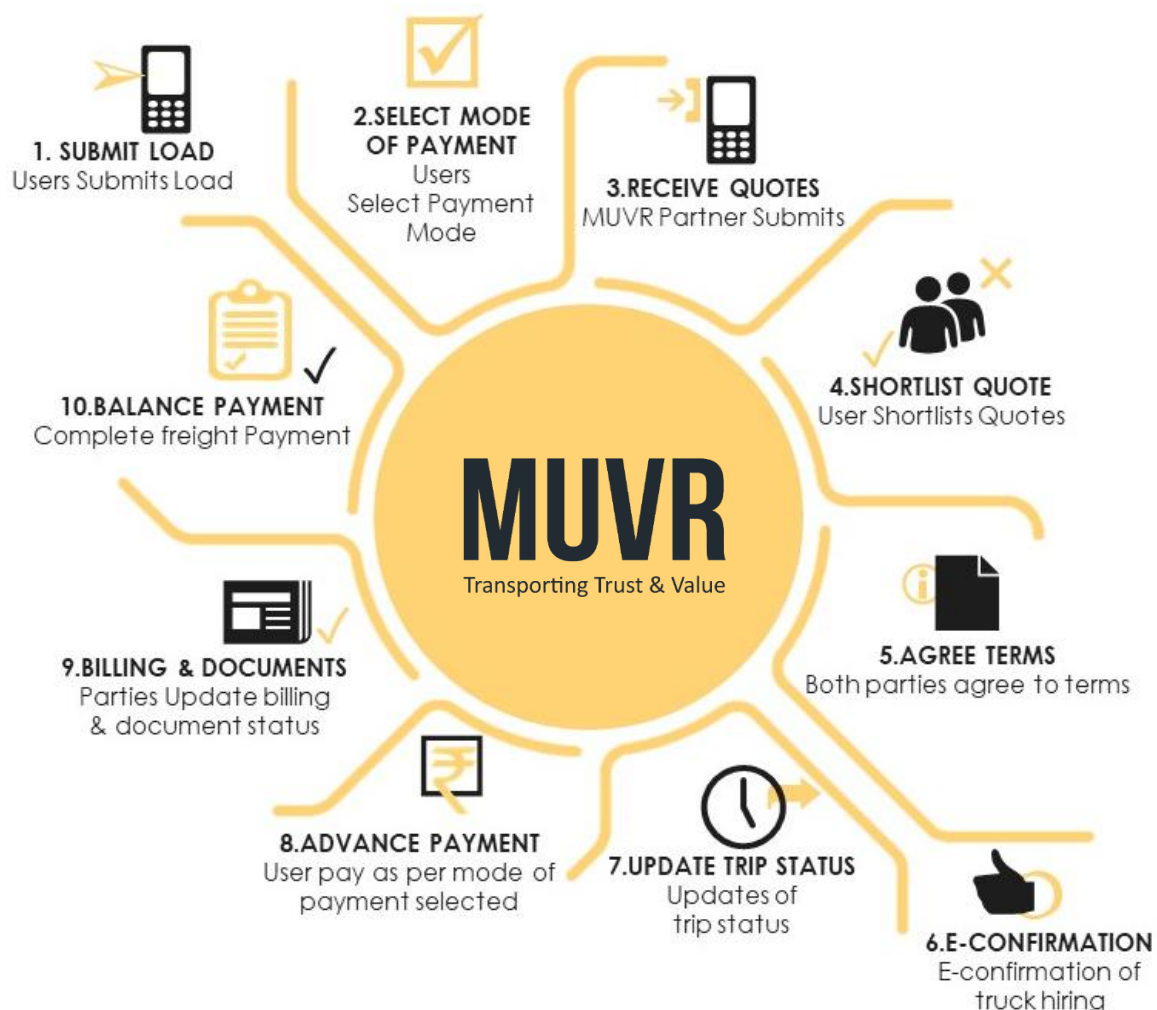 1. SUBMIT LOAD
Users Submits Load
2.SELECT MODE
OF PAYMENT
Users
Select Payment
Mode
3.RECEIVE QUOTES
MUVR Partner Submits
4.SHORTLIST QUOTE
User Shortlists Quotes
5.AGREE TERMS
Both parties agree to terms
6.E-CONFIRMATION
E-confirmation of
truck hiring
7.UPDATE TRIP STATUS
Updates of
trip status
8.ADVANCE PAYMENT
User pay as per mode of
payment selected
9.BILLING & DOCUMENTS
Parties Update billing
& document status
10.BALANCE PAYMENT
Complete freight Payment
MUVR
Transporting Trust & Value